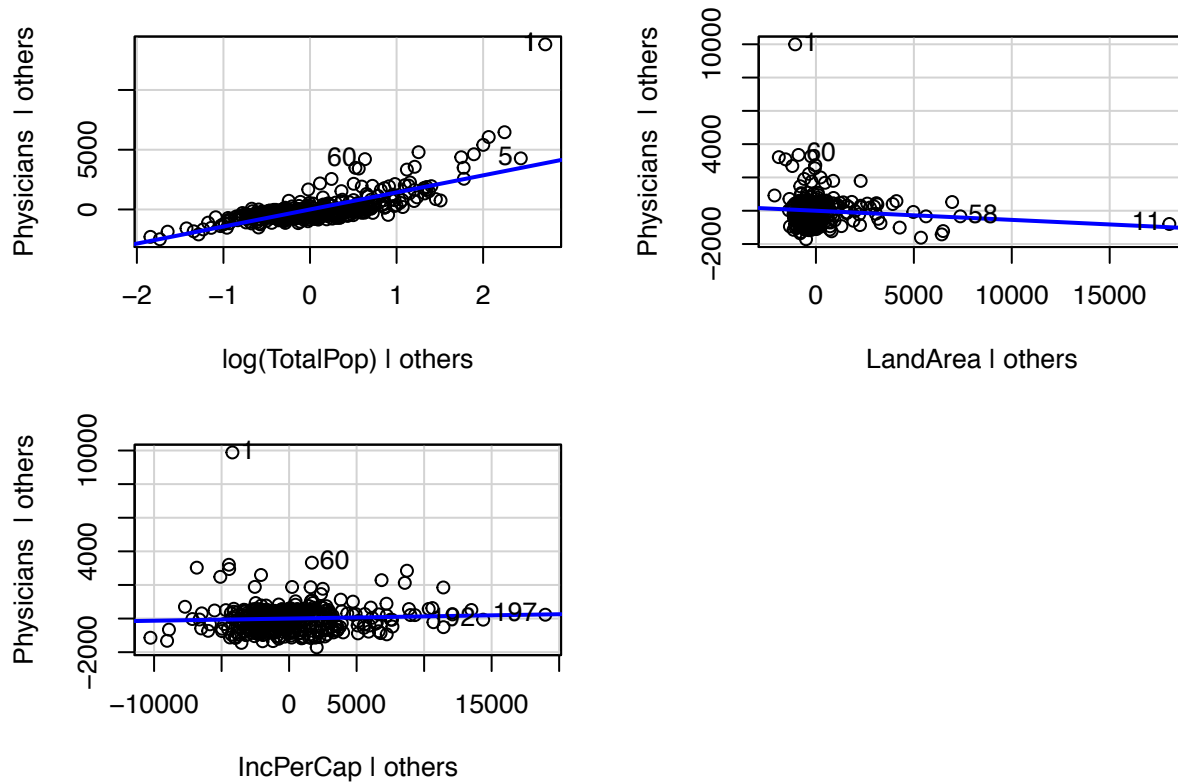 Physicians | others
5000
0
1
60
5
−2 −1 0 1 2
log(TotalPop) | others
Physicians | others
10000
4000
−2000
1
60
58
11
0 5000 10000 15000
LandArea | others
Physicians | others
10000
4000
−2000
1
60
92
197
−10000 0 5000 15000
IncPerCap | others